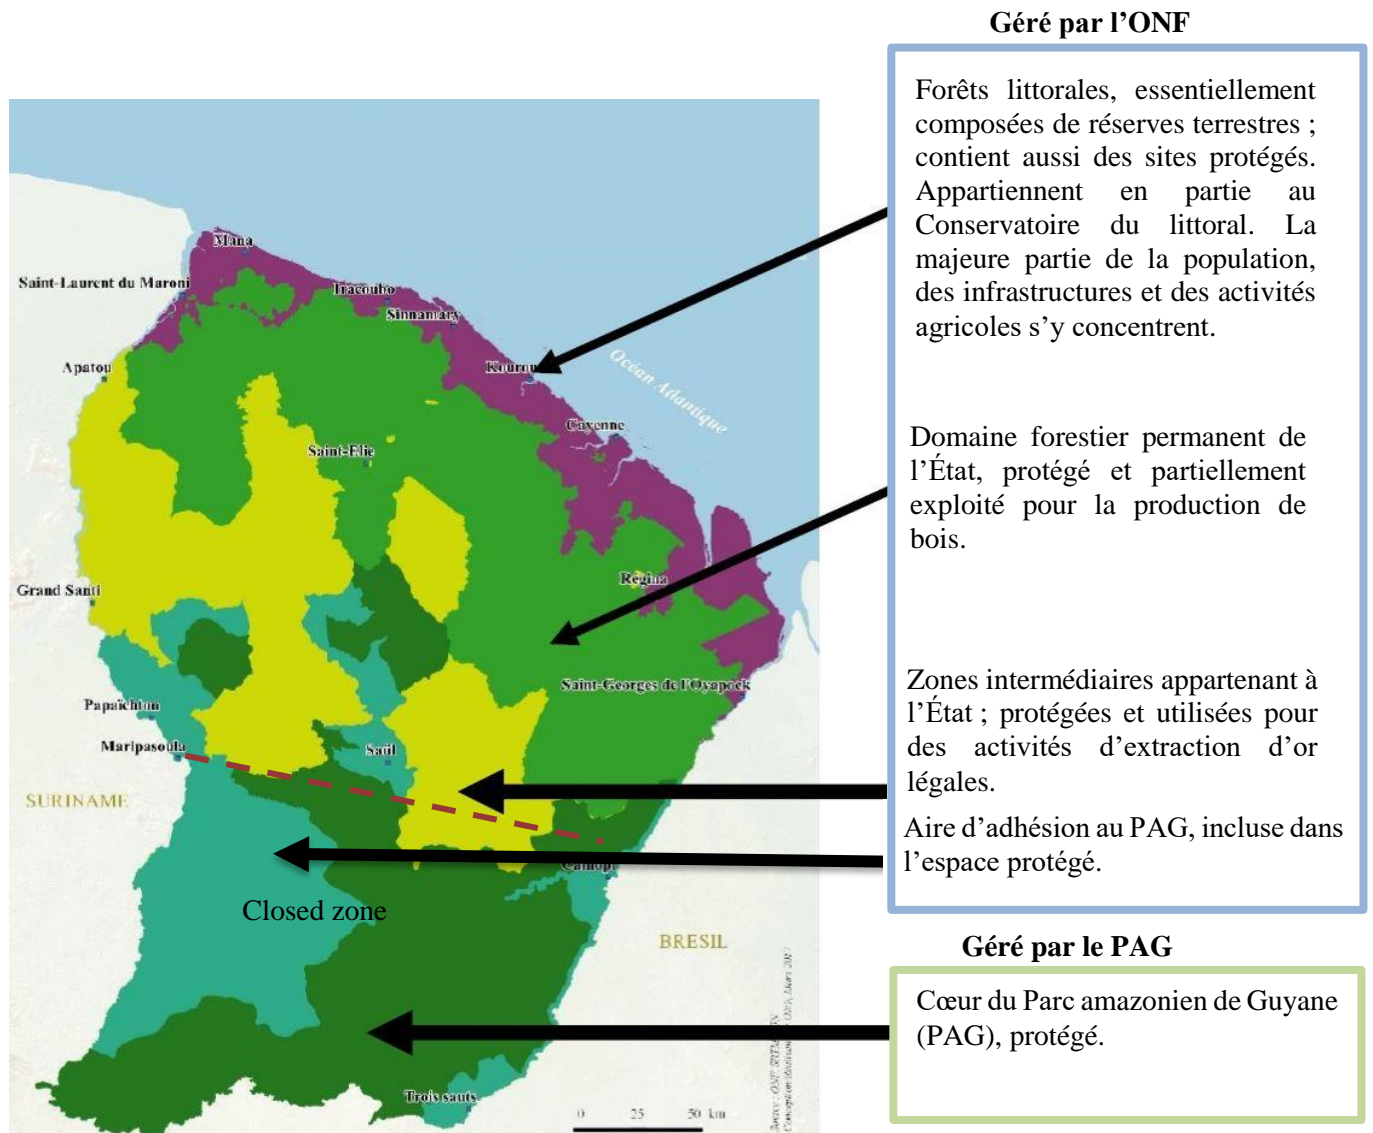 Géré par l’ONF
Forêts littorales, essentiellement
composées de réserves terrestres ;
contient aussi des sites protégés.
Appartiennent en partie au
Conservatoire du littoral. La
majeure partie de la population,
des infrastructures et des activités
agricoles s’y concentrent.
Domaine forestier permanent de
l’État, protégé et partiellement
exploité pour la production de
bois.
Zones intermédiaires appartenant à
l’État ; protégées et utilisées pour
des activités d’extraction d’or
légales.
Aire d’adhésion au PAG, incluse dans
l’espace protégé.
Géré par le PAG
Cœur du Parc amazonien de Guyane
(PAG), protégé.
Mana
Saint-Laurent du Maroni
Iracoubo
Sinnamary
Kourou
Océan Atlantique
Apatou
Cayenne
Saint-Elie
Régina
Grand Santi
Saint-Georges de l'Oyapock
Papaïchton
Maripasoula
Saül
SURINAME
Camopi
Closed zone
BRESIL
Trois sauts
0 25 50 km